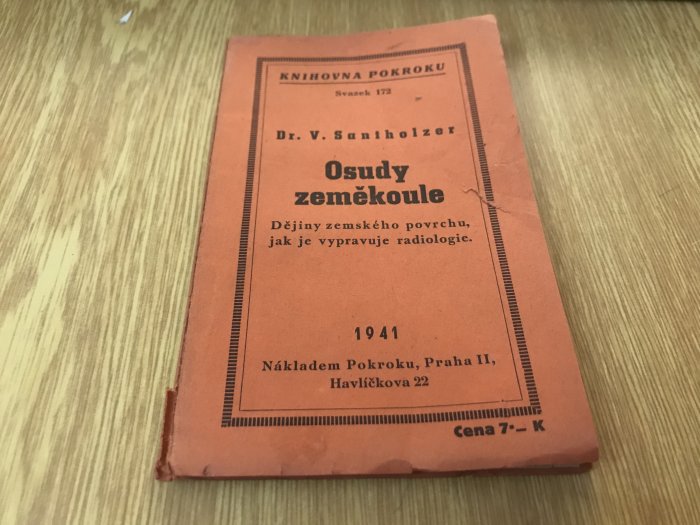 KNIHOVNA POKROKU
Svazek 172
Dr. V. Santholzer
Osudy
zeměkoule
Dějiny zemského povrchu,
jak je vypravuje radiologie.
1941
Nákladem Pokroku, Praha II,
Havlíčkova 22
Cena 7·– K